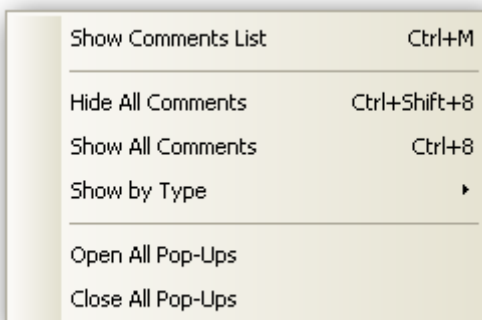 Show Comments List Ctrl+M
Hide All Comments Ctrl+Shift+8
Show All Comments Ctrl+8
Show by Type
Open All Pop-Ups
Close All Pop-Ups